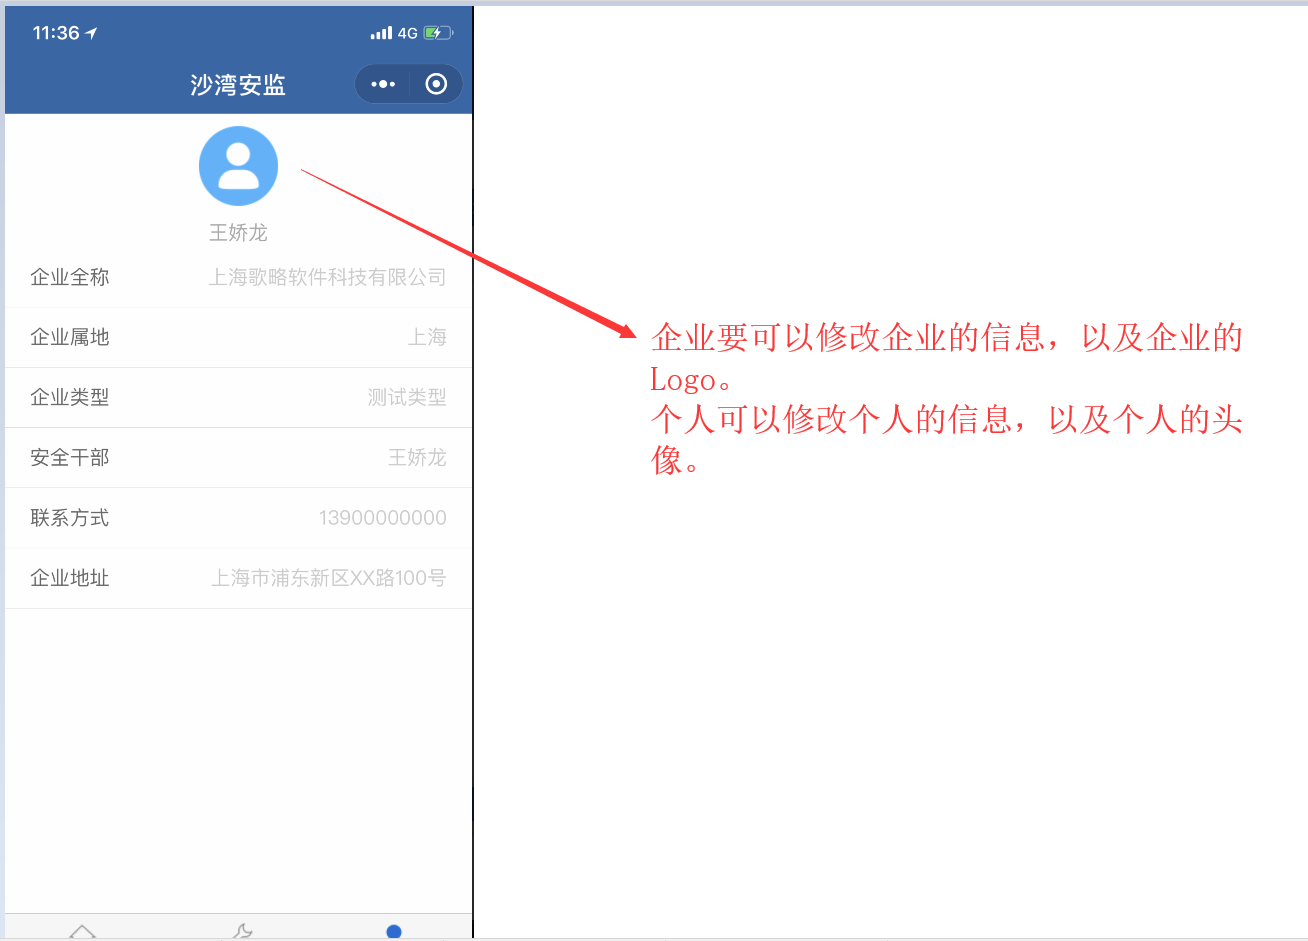 11:36
4G
沙湾安监
王娇龙
企业全称 上海歌略软件科技有限公司
企业属地 上海
企业类型 测试类型
安全干部 王娇龙
联系方式 13900000000
企业地址 上海市浦东新区XX路100号
企业要可以修改企业的信息，以及企业的
Logo。
个人可以修改个人的信息，以及个人的头
像。